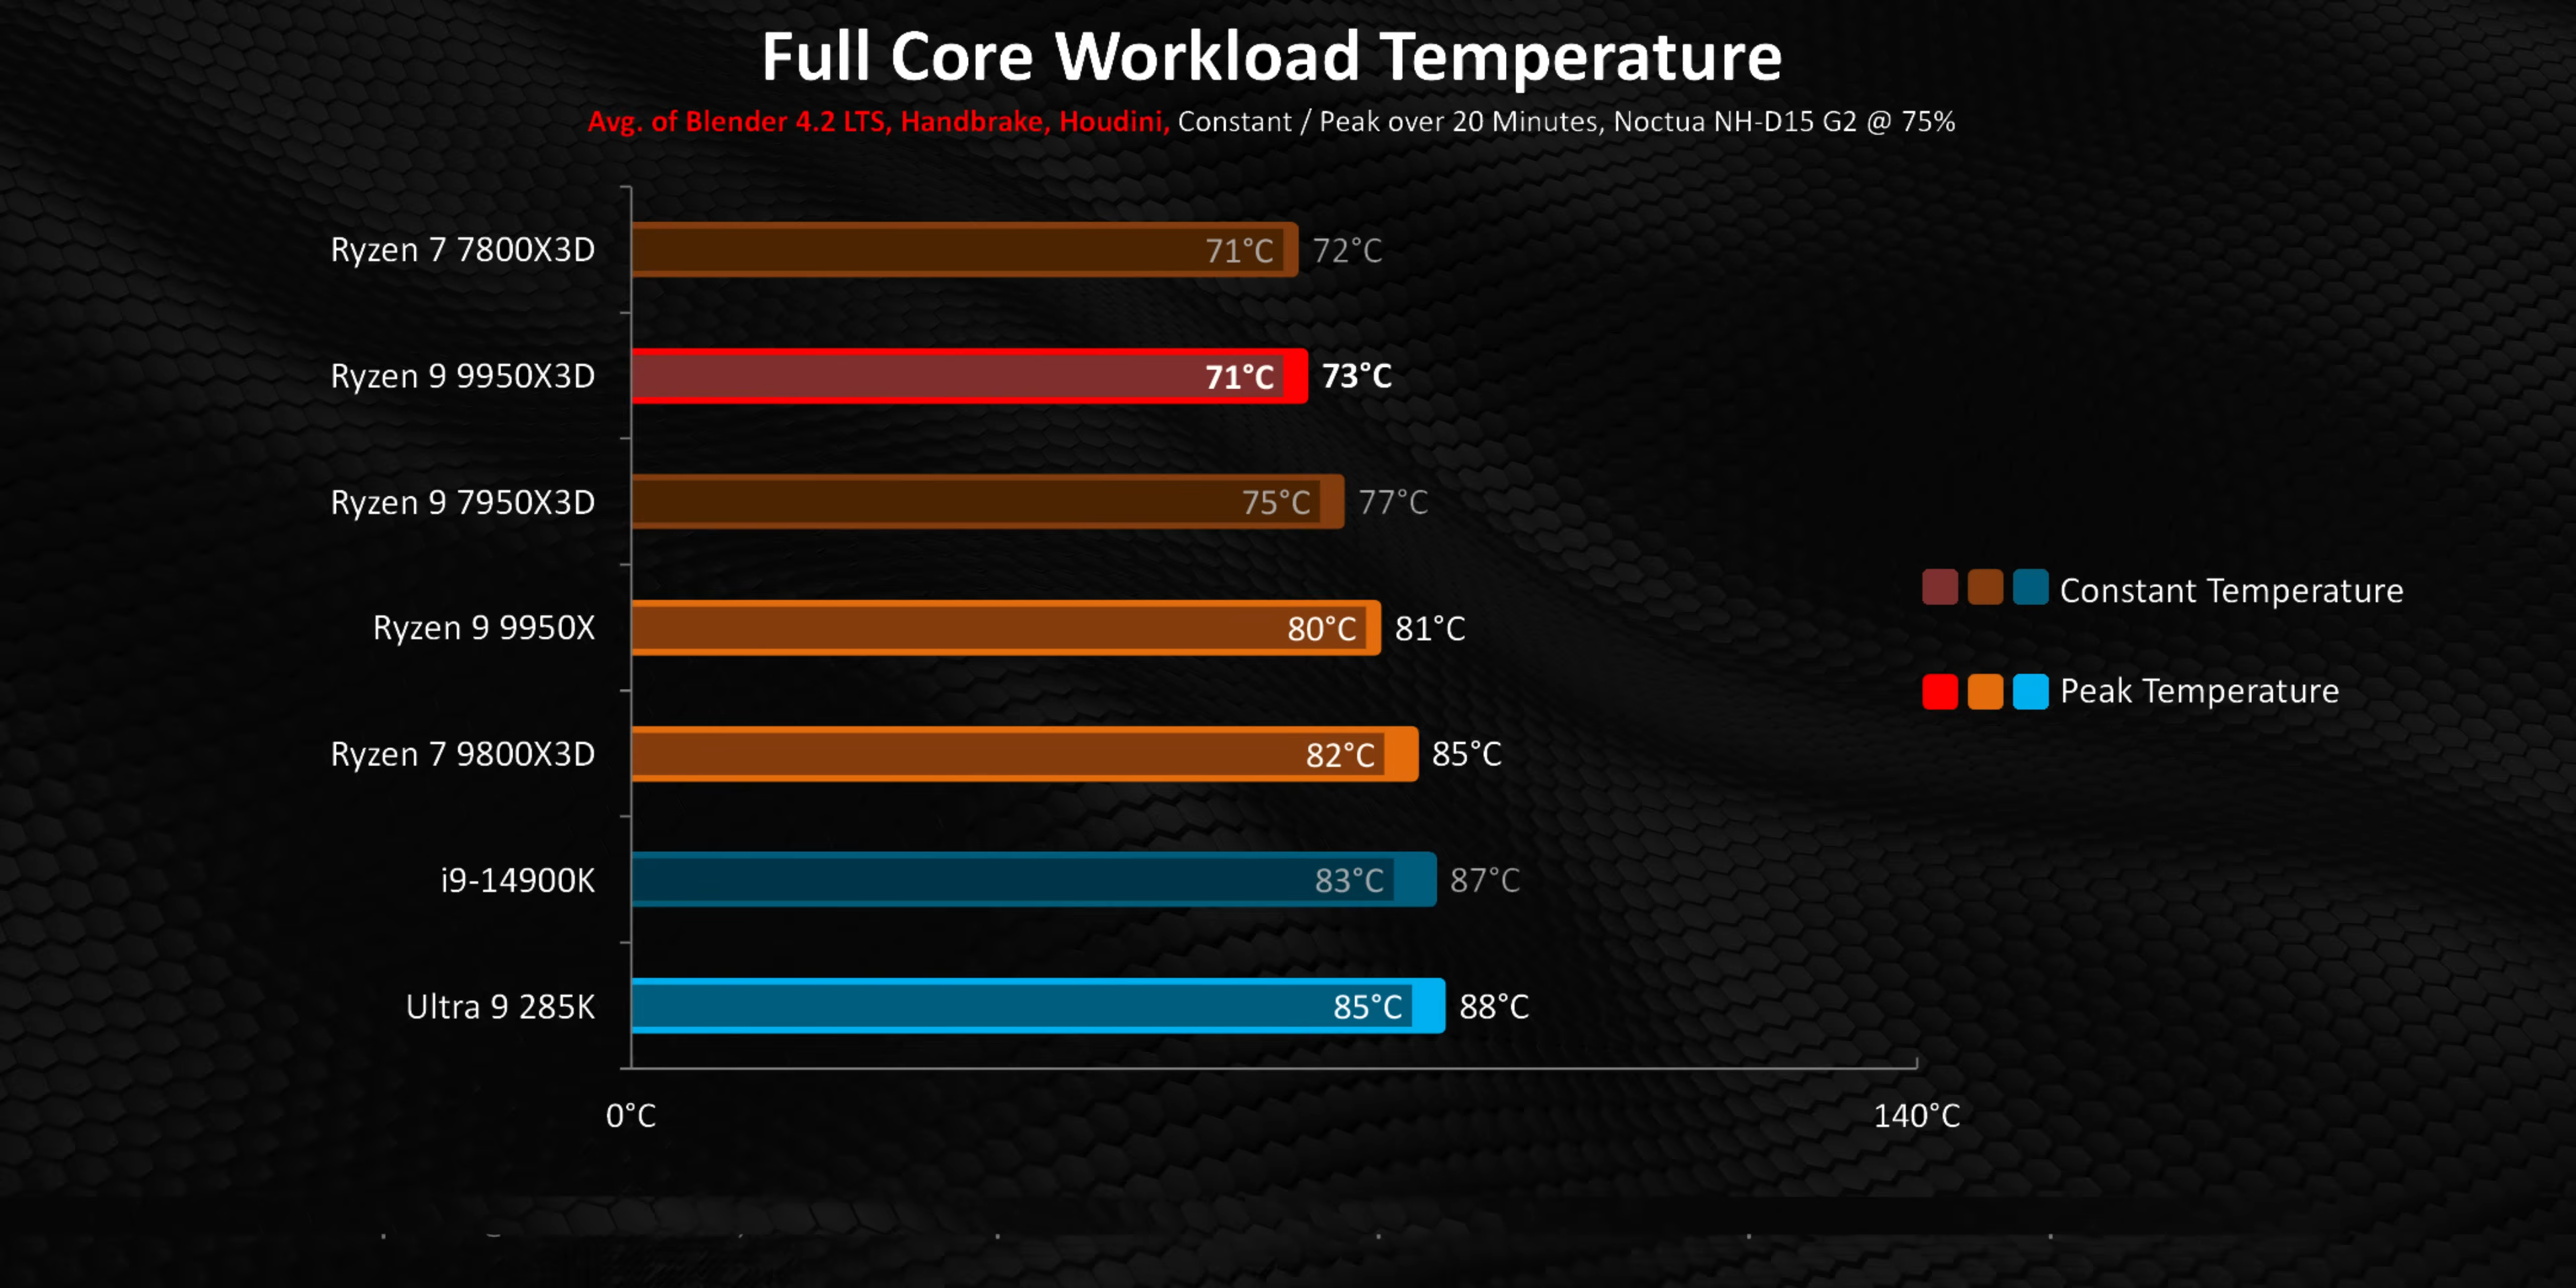 Full Core Workload Temperature
Avg. of Blender 4.2 LTS, Handbrake, Houdini, Constant / Peak over 20 Minutes, Noctua NH-D15 G2 @ 75%
Ryzen 7 7800X3D 71°C 72°C
Ryzen 9 9950X3D 71°C 73°C
Ryzen 9 7950X3D 75°C 77°C
Ryzen 9 9950X 80°C 81°C
Ryzen 7 9800X3D 82°C 85°C
i9-14900K 83°C 87°C
Ultra 9 285K 85°C 88°C
0°C 140°C
Constant Temperature
Peak Temperature